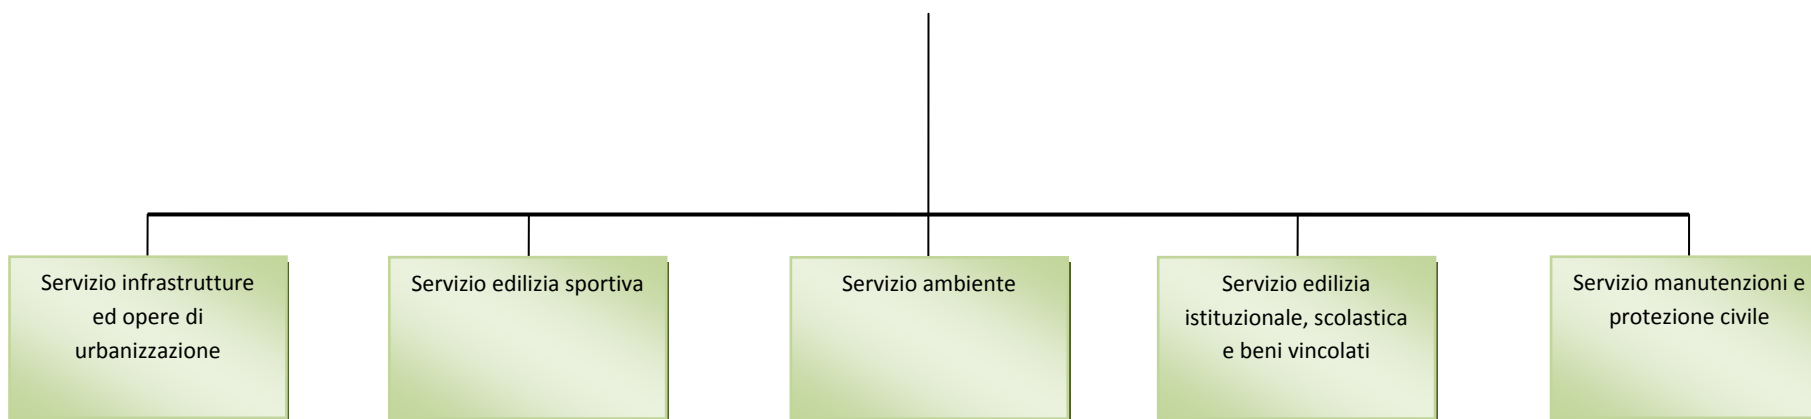 Servizio infrastrutture
ed opere di
urbanizzazione
Servizio edilizia sportiva
Servizio ambiente
Servizio edilizia
istituzionale, scolastica
e beni vincolati
Servizio manutenzioni e
protezione civile